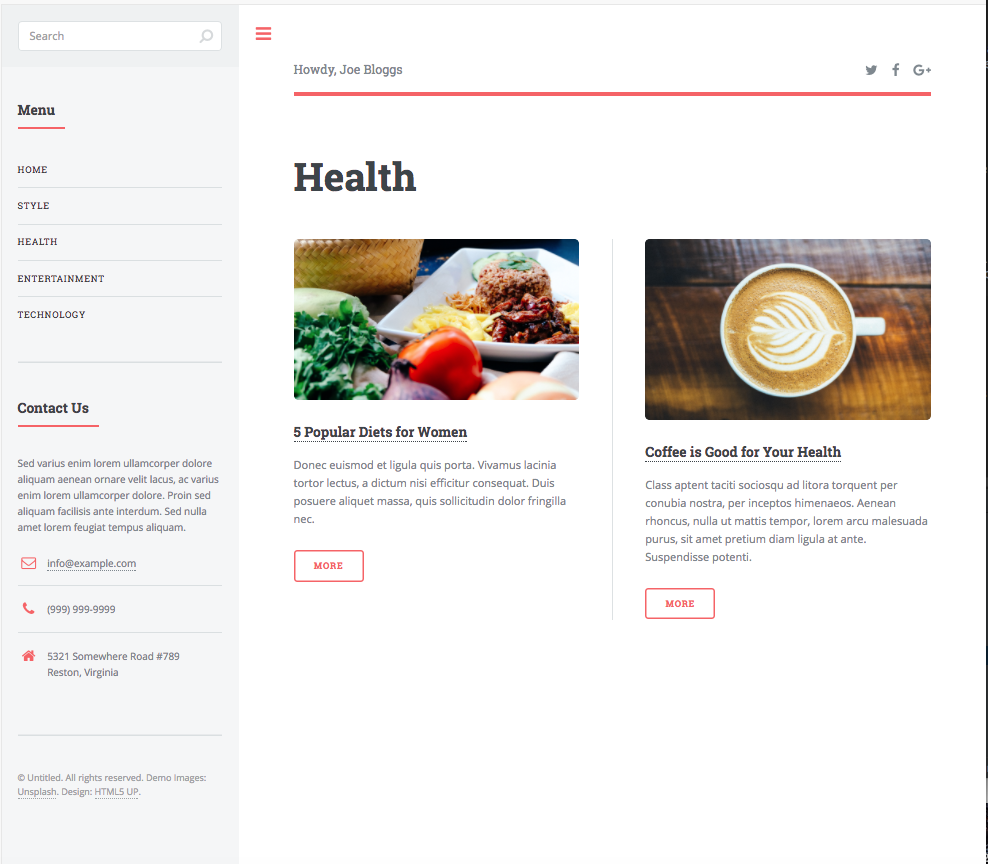 Search
Menu
HOME
STYLE
HEALTH
ENTERTAINMENT
TECHNOLOGY
Contact Us
Sed varius enim lorem ullamcorper dolore
aliquam aenean ornare velit lacus, ac varius
enim lorem ullamcorper dolore. Proin sed
aliquam facilisis ante interdum. Sed nulla
amet lorem feugiat tempus aliquam.
info@example.com
(999) 999-9999
5321 Somewhere Road #789
Reston, Virginia
© Untitled. All rights reserved. Demo Images:
Unsplash. Design: HTML5 UP.
Howdy, Joe Bloggs
Health
5 Popular Diets for Women
Donec euismod et ligula quis porta. Vivamus lacinia
tortor lectus, a dictum nisi efficitur consequat. Duis
posuere aliquet massa, quis sollicitudin dolor fringilla
nec.
MORE
Coffee is Good for Your Health
Class aptent taciti sociosqu ad litora torquent per
conubia nostra, per inceptos himenaeos. Aenean
rhoncus, nulla ut mattis tempor, lorem arcu malesuada
purus, sit amet pretium diam ligula at ante.
Suspendisse potenti.
MORE